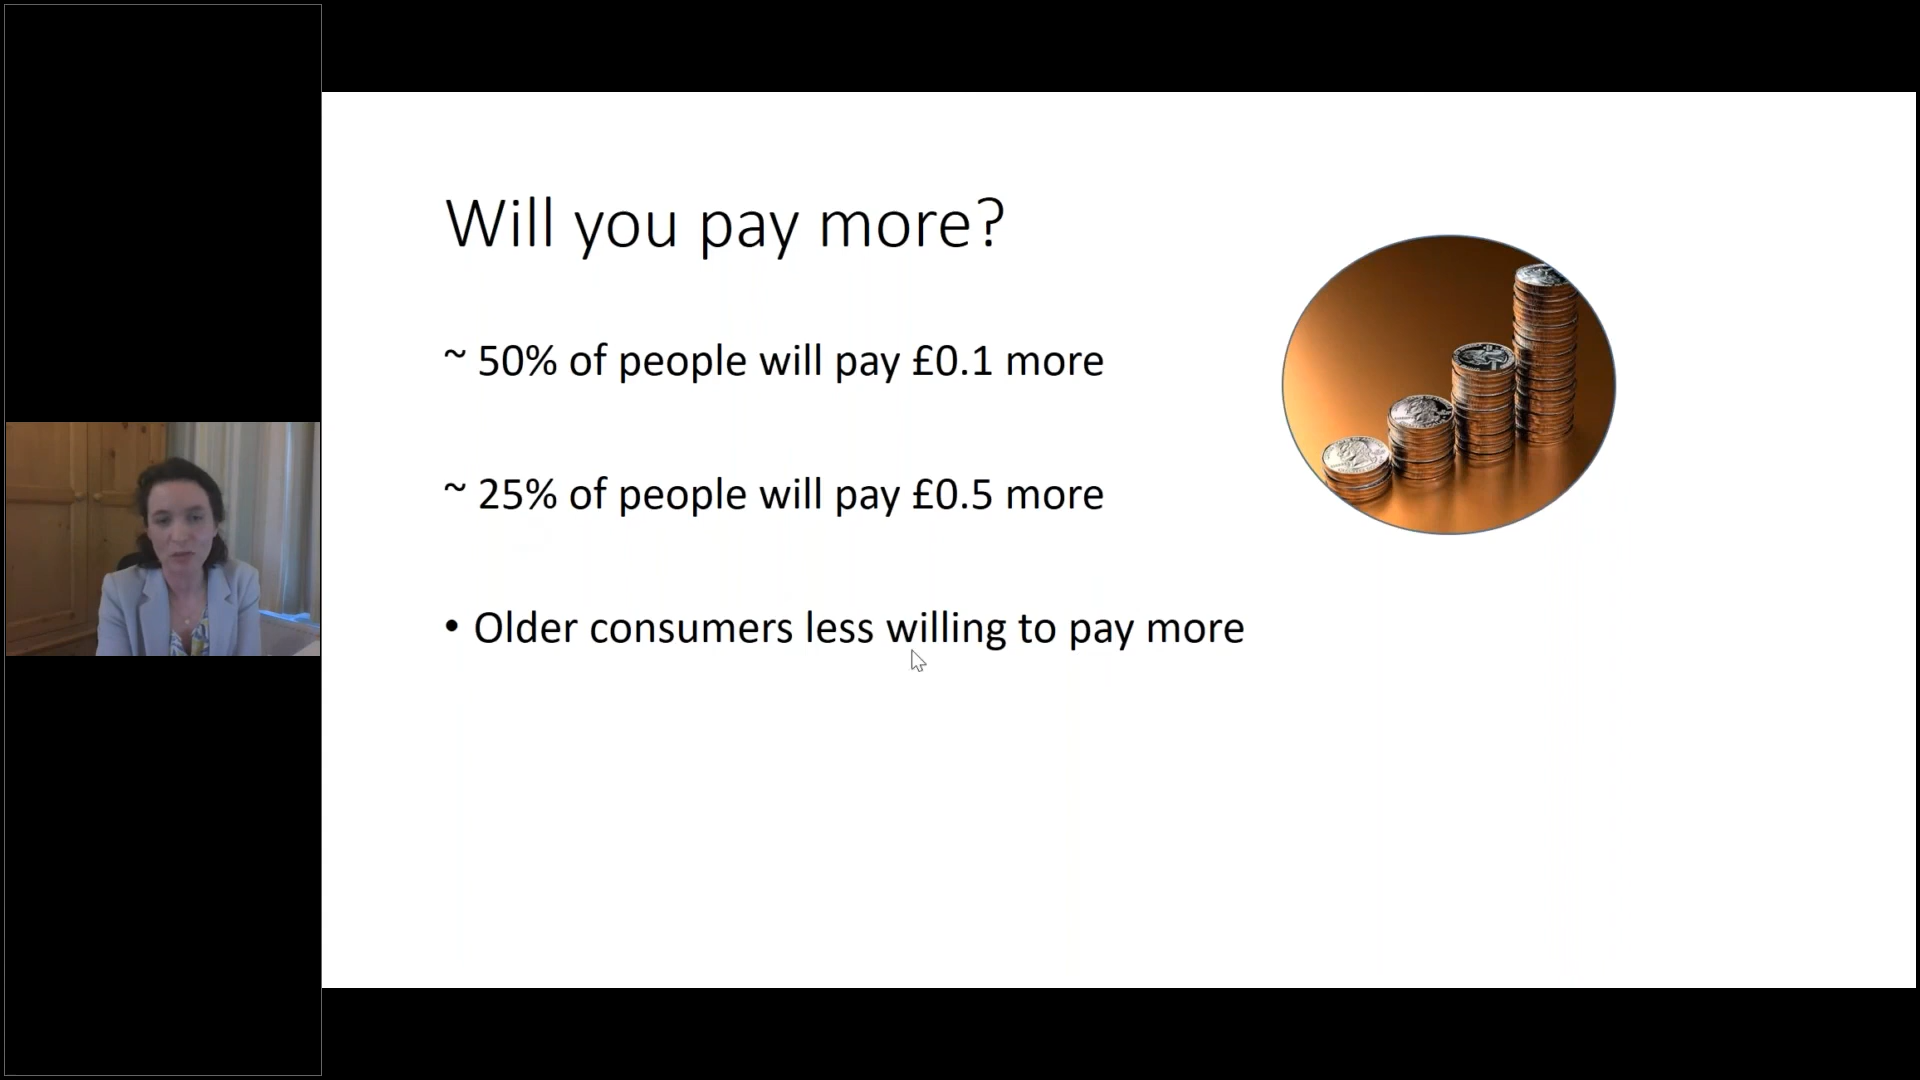 Will you pay more?
~ 50% of people will pay £0.1 more
~ 25% of people will pay £0.5 more
• Older consumers less willing to pay more